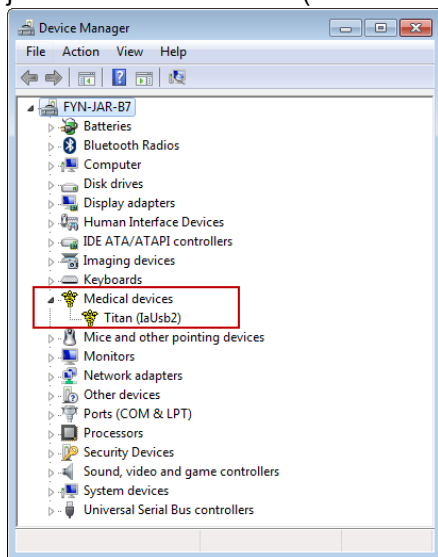 Device Manager
File Action View Help
FYN-JAR-B7
Batteries
Bluetooth Radios
Computer
Disk drives
Display adapters
Human Interface Devices
IDE ATA/ATAPI controllers
Imaging devices
Keyboards
Medical devices
Titan (IaUsb2)
Mice and other pointing devices
Monitors
Network adapters
Other devices
Ports (COM & LPT)
Processors
Security Devices
Sound, video and game controllers
System devices
Universal Serial Bus controllers